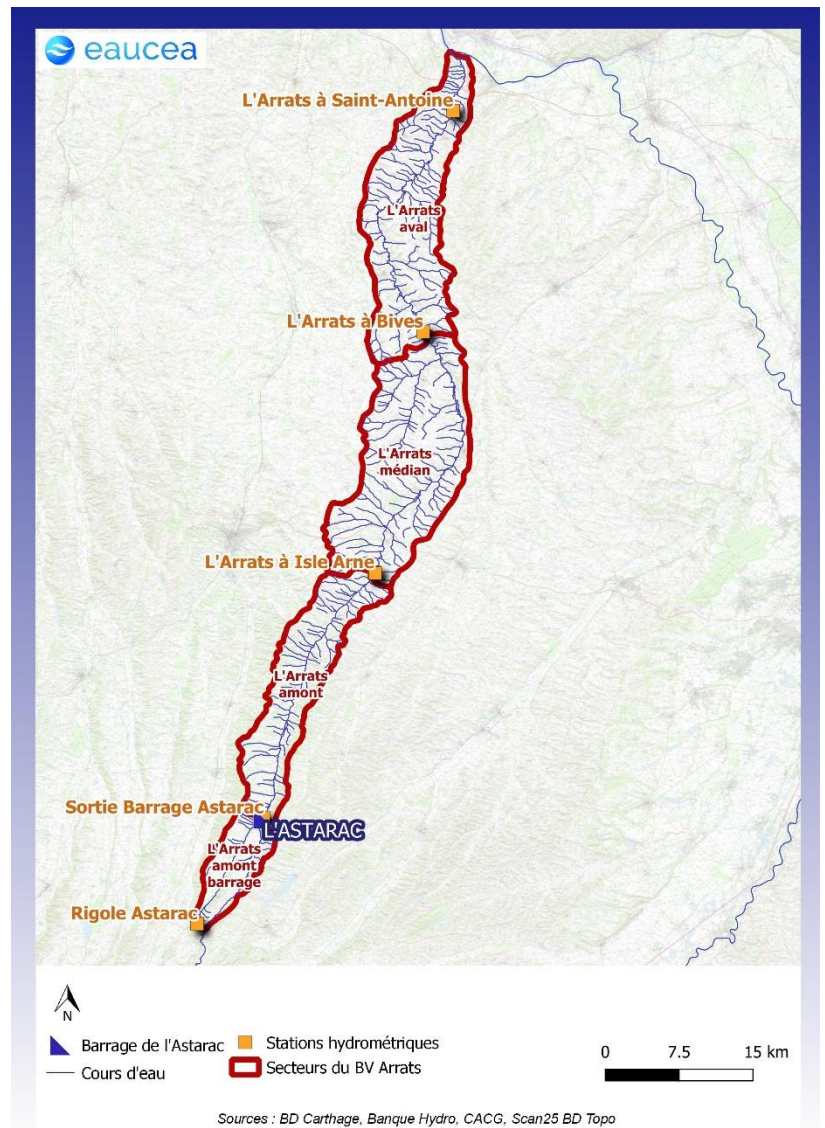 eaucea
L'Arrats à Saint-Antoine
L'Arrats
aval
L'Arrats à Bives
L'Arrats
médian
L'Arrats à Isle Arne
L'Arrats
amont
Sortie Barrage Astarac
L'ASTARAC
L'Arrats
amont
barrage
Rigole Astarac
N
Barrage de l'Astarac
Stations hydrométriques
Cours d'eau
Secteurs du BV Arrats
0 7.5 15 km
Sources : BD Carthage, Banque Hydro, CACG, Scan25 BD Topo